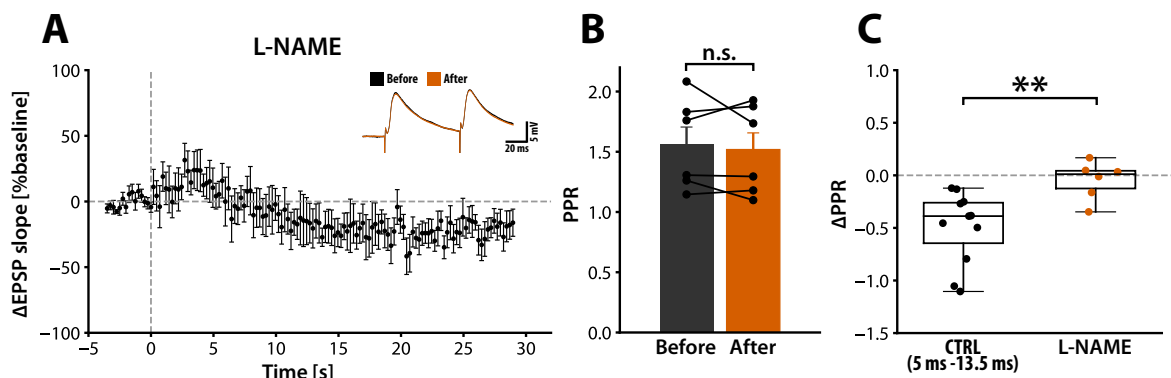 A
L-NAME
Before
After
5 mV
20 ms
ΔEPSP slope [%baseline]
100
50
0
−50
−100
−5
0
5
10
15
20
25
30
Time [s]
B
n.s.
PPR
2.0
1.5
1.0
0.5
0.0
Before
After
C
**
ΔPPR
1.0
0.5
0.0
−0.5
−1.0
−1.5
CTRL
(5 ms -13.5 ms)
L-NAME